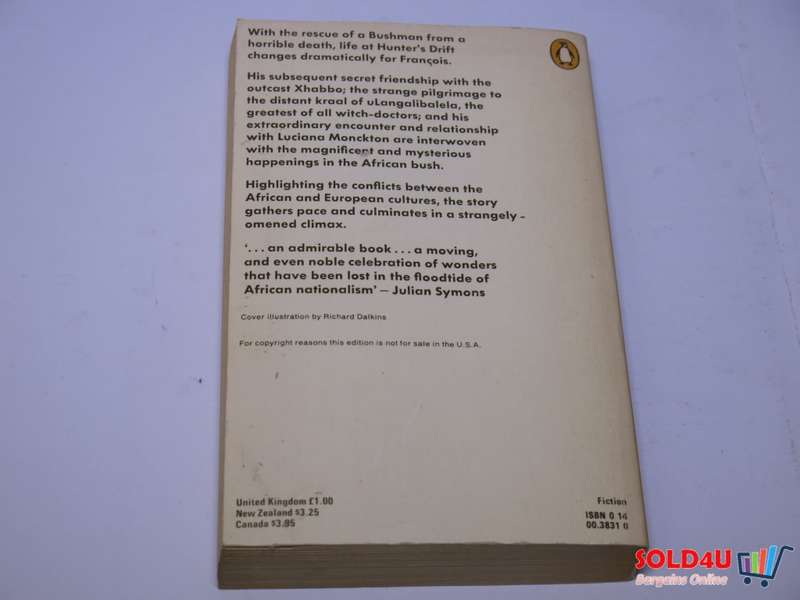 With the rescue of a Bushman from a
horrible death, life at Hunter's Drift
changes dramatically for François.
His subsequent secret friendship with the
outcast Xhabbo; the strange pilgrimage to
the distant kraal of uLangalibalela, the
greatest of all witch-doctors; and his
extraordinary encounter and relationship
with Luciana Monckton are interwoven
with the magnificent and mysterious
happenings in the African bush.
Highlighting the conflicts between the
African and European cultures, the story
gathers pace and culminates in a strangely-
omened climax.
'. . . an admirable book . . . a moving,
and even noble celebration of wonders
that have been lost in the floodtide of
African nationalism' – Julian Symons
Cover illustration by Richard Dalkins
For copyright reasons this edition is not for sale in the U.S.A.
United Kingdom £1.00
New Zealand $3.25
Canada $3.95
Fiction
ISBN 0 14
00.3831 0
SOLD4U
Bargains Online